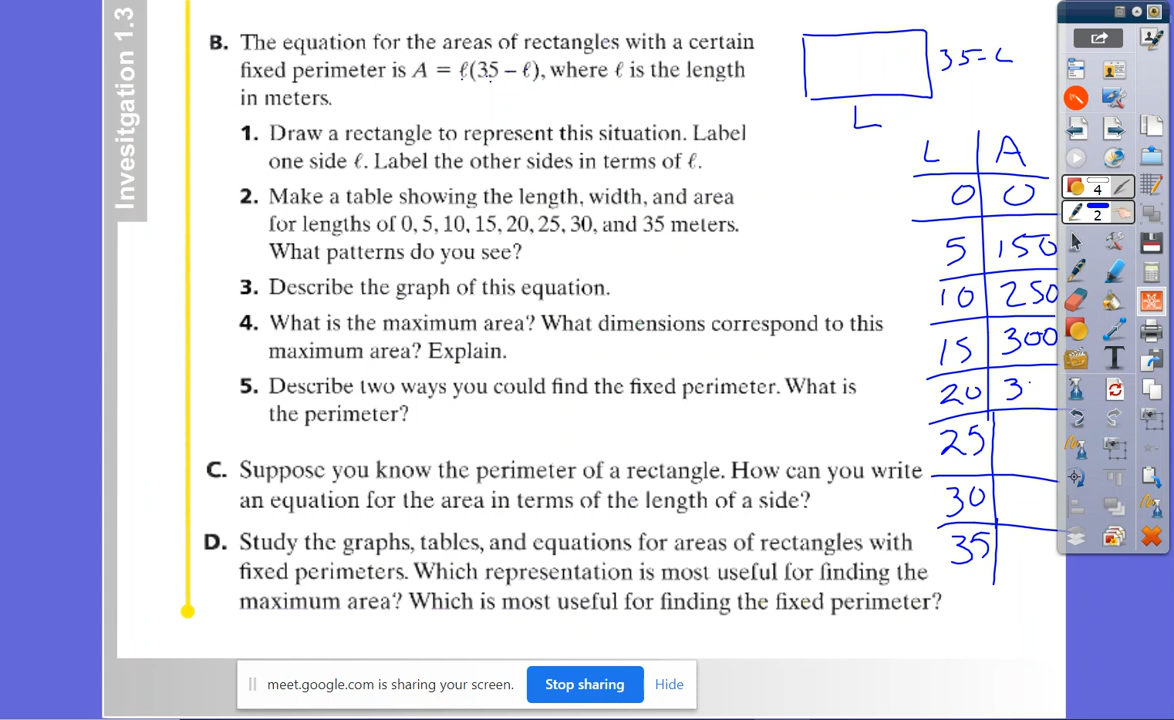 Invesitgation 1.3
B. The equation for the areas of rectangles with a certain
fixed perimeter is A = ℓ(35 – ℓ), where ℓ is the length
in meters.
1. Draw a rectangle to represent this situation. Label
one side ℓ. Label the other sides in terms of ℓ.
2. Make a table showing the length, width, and area
for lengths of 0, 5, 10, 15, 20, 25, 30, and 35 meters.
What patterns do you see?
3. Describe the graph of this equation.
4. What is the maximum area? What dimensions correspond to this
maximum area? Explain.
5. Describe two ways you could find the fixed perimeter. What is
the perimeter?
C. Suppose you know the perimeter of a rectangle. How can you write
an equation for the area in terms of the length of a side?
D. Study the graphs, tables, and equations for areas of rectangles with
fixed perimeters. Which representation is most useful for finding the
maximum area? Which is most useful for finding the fixed perimeter?
35-L
L
L A
0 0
5 150
10 250
15 300
20 3
25
30
35
4
2
T
meet.google.com is sharing your screen. Stop sharing Hide